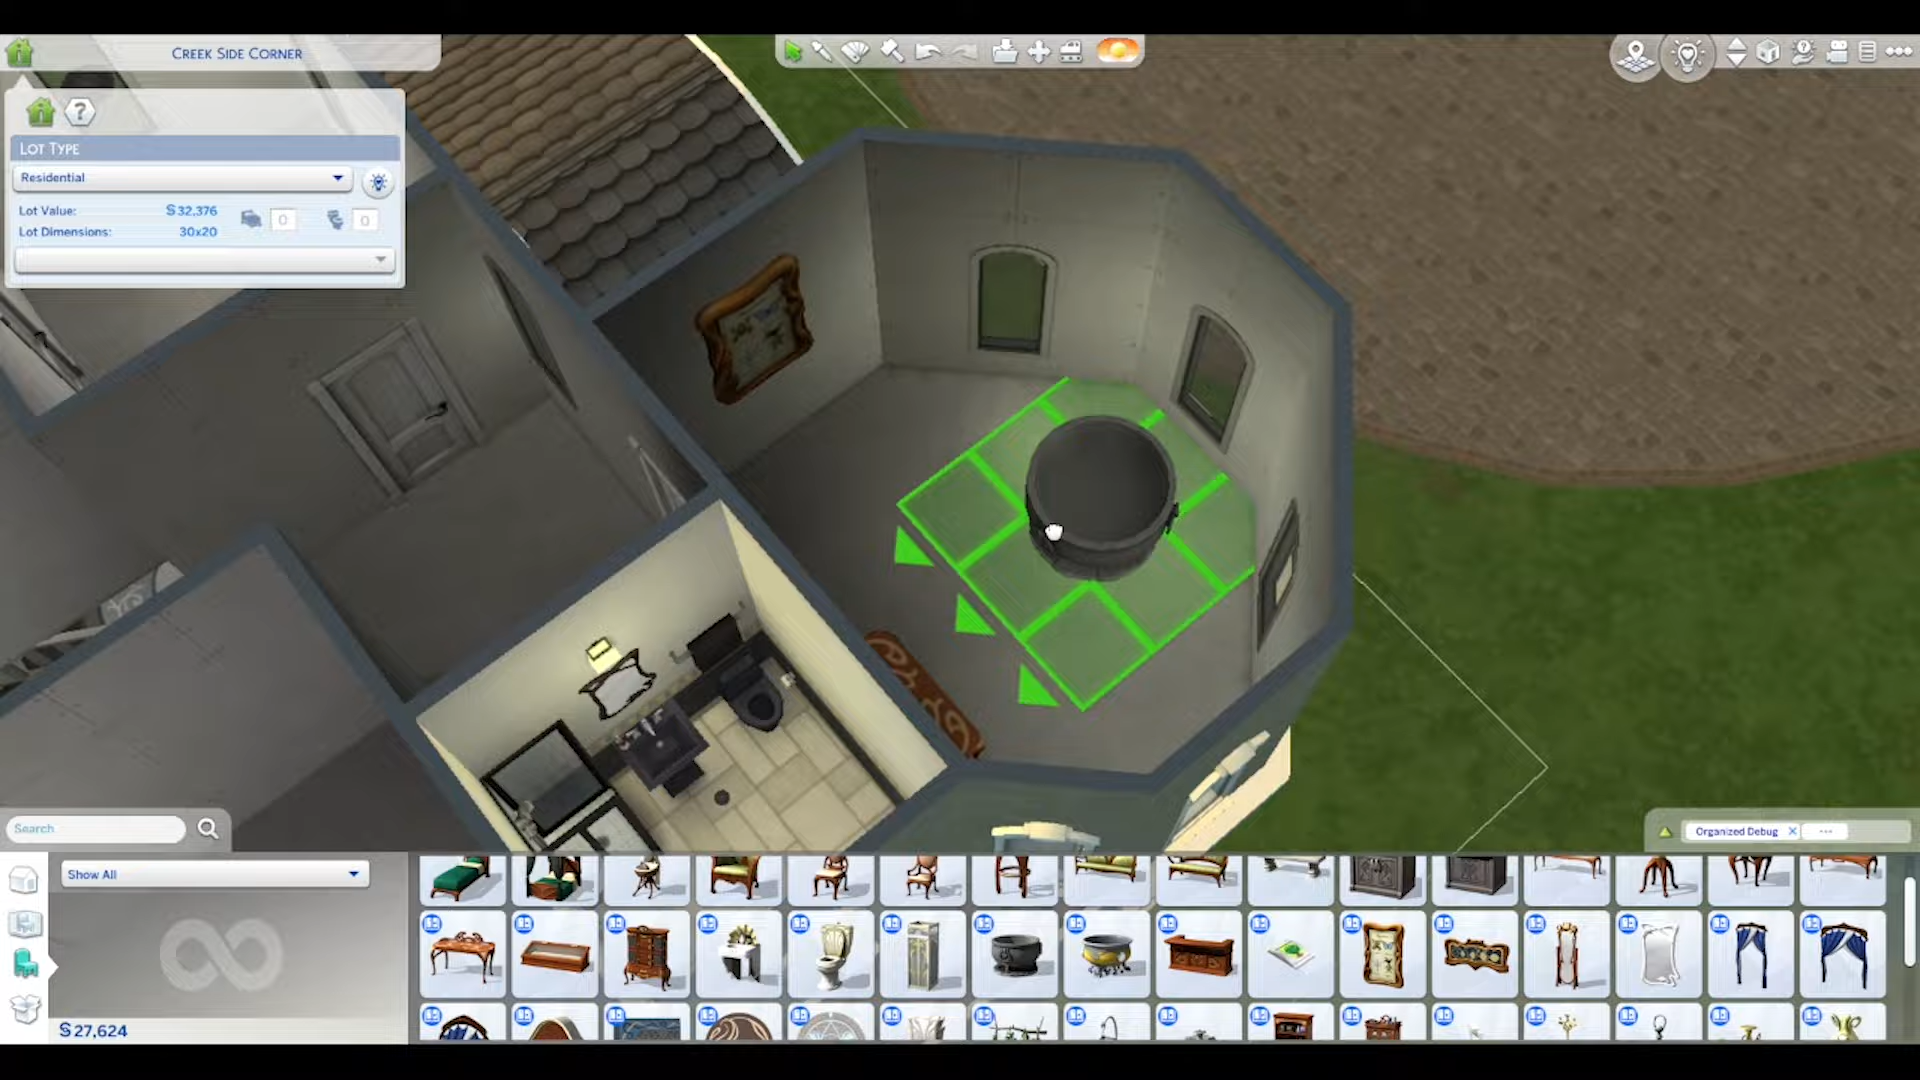 CREEK SIDE CORNER
?
LOT TYPE
Residential
Lot Value: §32,376 0 0
Lot Dimensions: 30x20
Search
Organized Debug
Show All
§27,624